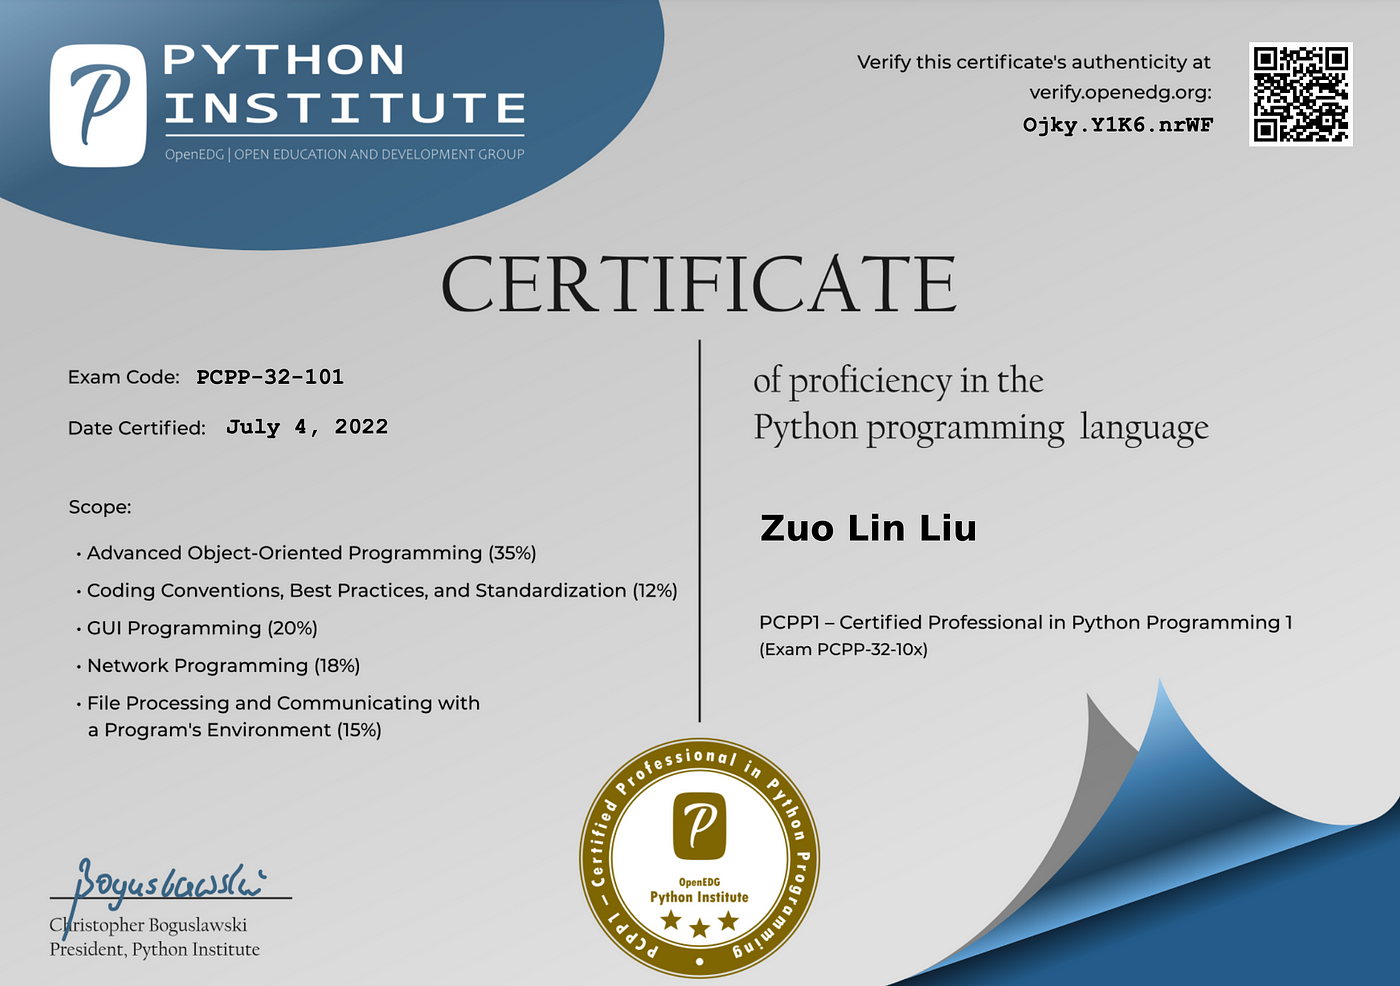 PYTHON
INSTITUTE
OpenEDG | OPEN EDUCATION AND DEVELOPMENT GROUP
Verify this certificate's authenticity at
verify.openedg.org:
Ojky.Y1K6.nrWF
CERTIFICATE
Exam Code: PCPP-32-101
Date Certified: July 4, 2022
Scope:
• Advanced Object-Oriented Programming (35%)
• Coding Conventions, Best Practices, and Standardization (12%)
• GUI Programming (20%)
• Network Programming (18%)
• File Processing and Communicating with
a Program's Environment (15%)
of proficiency in the
Python programming language
Zuo Lin Liu
PCPP1 – Certified Professional in Python Programming 1
(Exam PCPP-32-10x)
PCPP1 – Certified Professional in Python Programming
P
OpenEDG
Python Institute
Boguslawski
Christopher Boguslawski
President, Python Institute